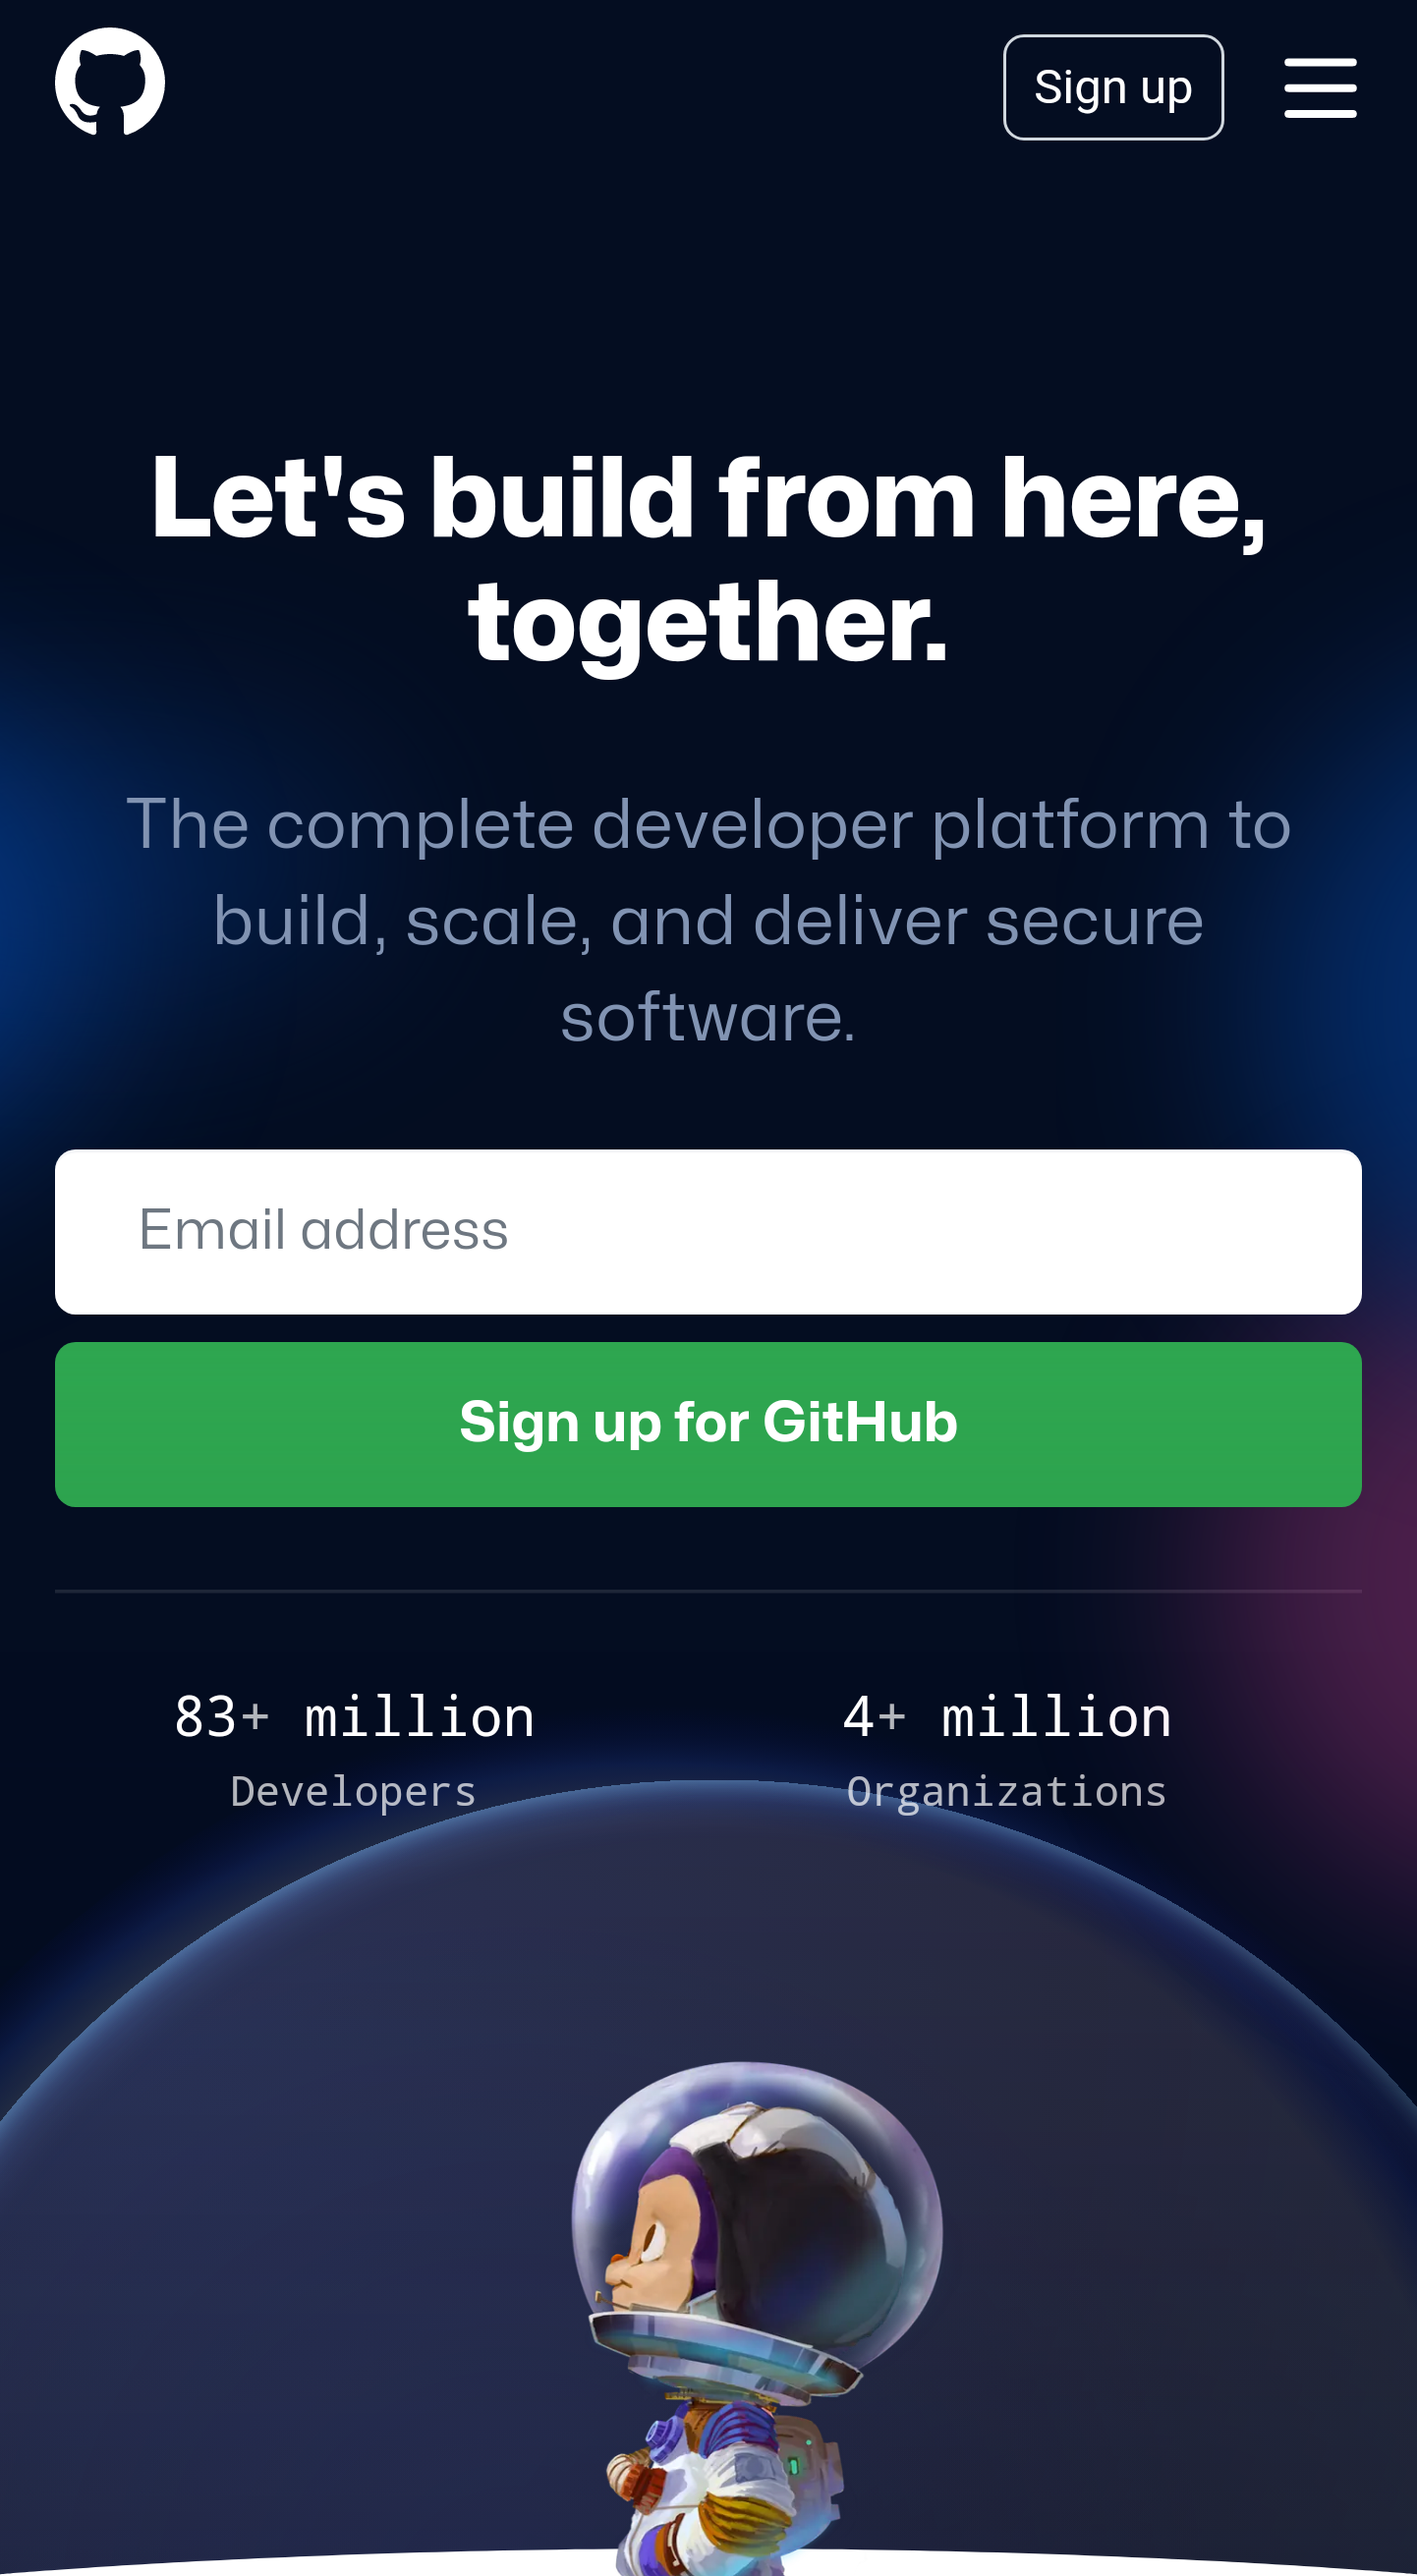 Sign up
Let's build from here,
together.
The complete developer platform to
build, scale, and deliver secure
software.
Email address
Sign up for GitHub
83+ million
Developers
4+ million
Organizations